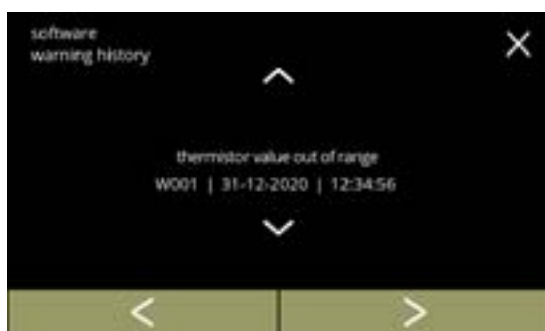 software
warning history
thermistor value out of range
W001 | 31-12-2020 | 12:34:56